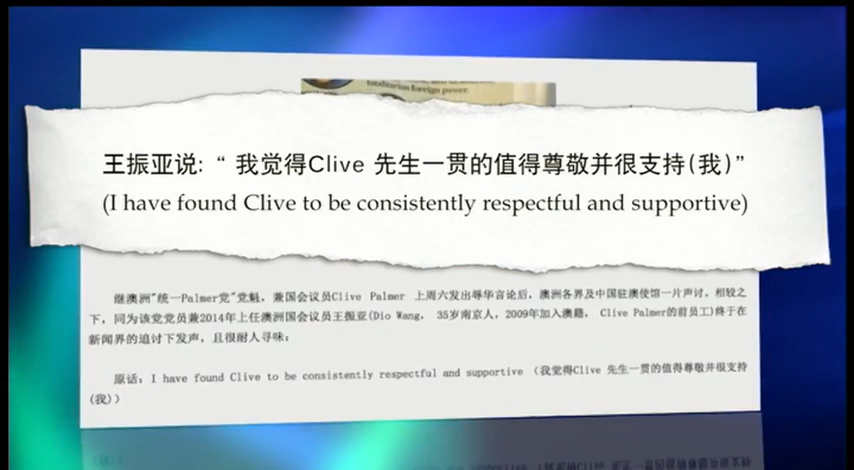 totalitarian foreign power.
王振亚说：“ 我觉得Clive 先生一贯的值得尊敬并很支持(我)”
(I have found Clive to be consistently respectful and supportive)
继澳洲"统一Palmer党"党魁，兼国会议员Clive Palmer 上周六发出辱华言论后，澳洲各界及中国驻澳使馆一片声讨。相较之
下，同为该党党员兼2014年上任澳洲国会议员王振亚(Dio Wang， 35岁南京人，2009年加入澳籍， Clive Palmer的前员工)终于在
新闻界的追讨下发声，且很耐人寻味：
原话：I have found Clive to be consistently respectful and supportive （我觉得Clive 先生一贯的值得尊敬并很支持
(我)）